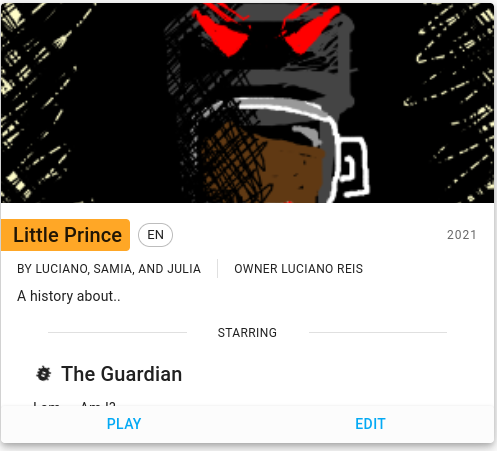 Little Prince EN 2021
BY LUCIANO, SAMIA, AND JULIA OWNER LUCIANO REIS
A history about..
STARRING
The Guardian
PLAY EDIT